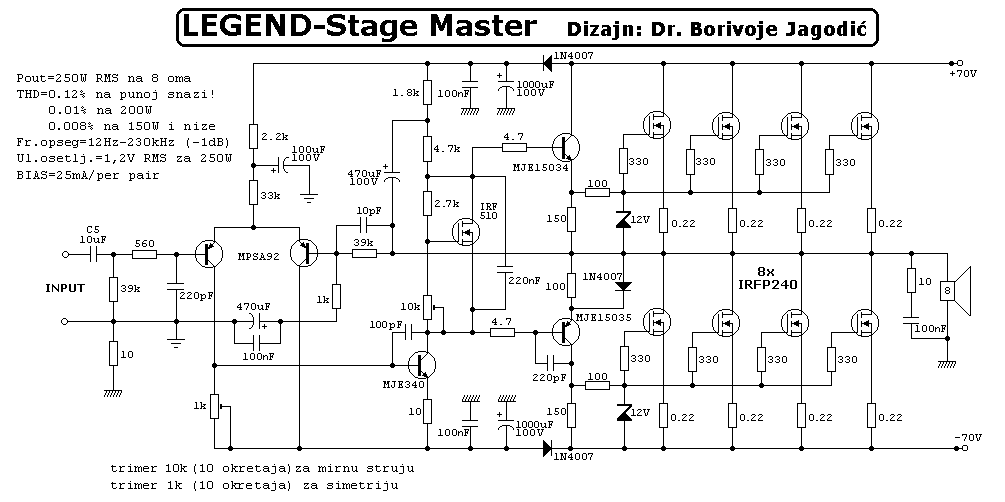 LEGEND-Stage Master Dizajn: Dr. Borivoje Jagodić
Pout=250W RMS na 8 oma
THD=0.12% na punoj snazi!
0.01% na 200W
0.008% na 150W i nize
Fr.opseg=12Hz-230kHz (-1dB)
Ul.osetlj.=1,2V RMS za 250W
BIAS=25mA/per pair
1N4007
+70V
1.8k
100nF
1000uF
100V
2.2k
100uF
100V
4.7k
4.7
MJE15034
470uF
100V
330
330
330
330
33k
2.7k
IRF
510
100
10pF
150
12V
0.22
0.22
0.22
0.22
C5
10uF
560
MPSA92
39k
8x
IRFP240
INPUT
39k
220pF
1k
220nF
1N4007
100
10
8
470uF
10k
MJE15035
100nF
100pF
4.7
100nF
10
330
330
330
330
MJE340
220pF
100
1k
10
150
12V
0.22
0.22
0.22
0.22
100nF
1000uF
100V
1N4007
-70V
trimer 10k (10 okretaja) za mirnu struju
trimer 1k (10 okretaja) za simetriju